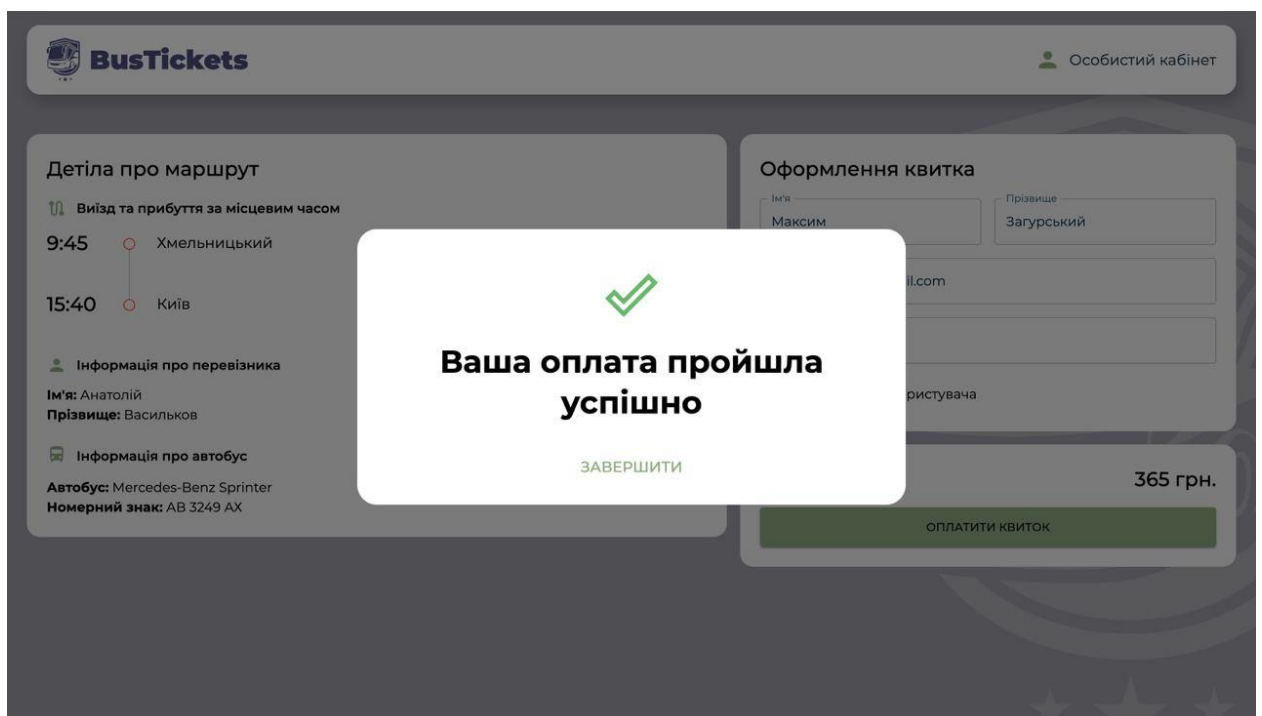 BusTickets
Особистий кабінет
Детіла про маршрут
Виїзд та прибуття за місцевим часом
9:45 Хмельницький
15:40 Київ
Інформація про перевізника
Ім'я: Анатолій
Прізвище: Васильков
Інформація про автобус
Автобус: Mercedes-Benz Sprinter
Номерний знак: AB 3249 AX
Оформлення квитка
Ім'я
Максим
Прізвище
Загурський
il.com
ристувача
365 грн.
ОПЛАТИТИ КВИТОК
Ваша оплата пройшла
успішно
ЗАВЕРШИТИ